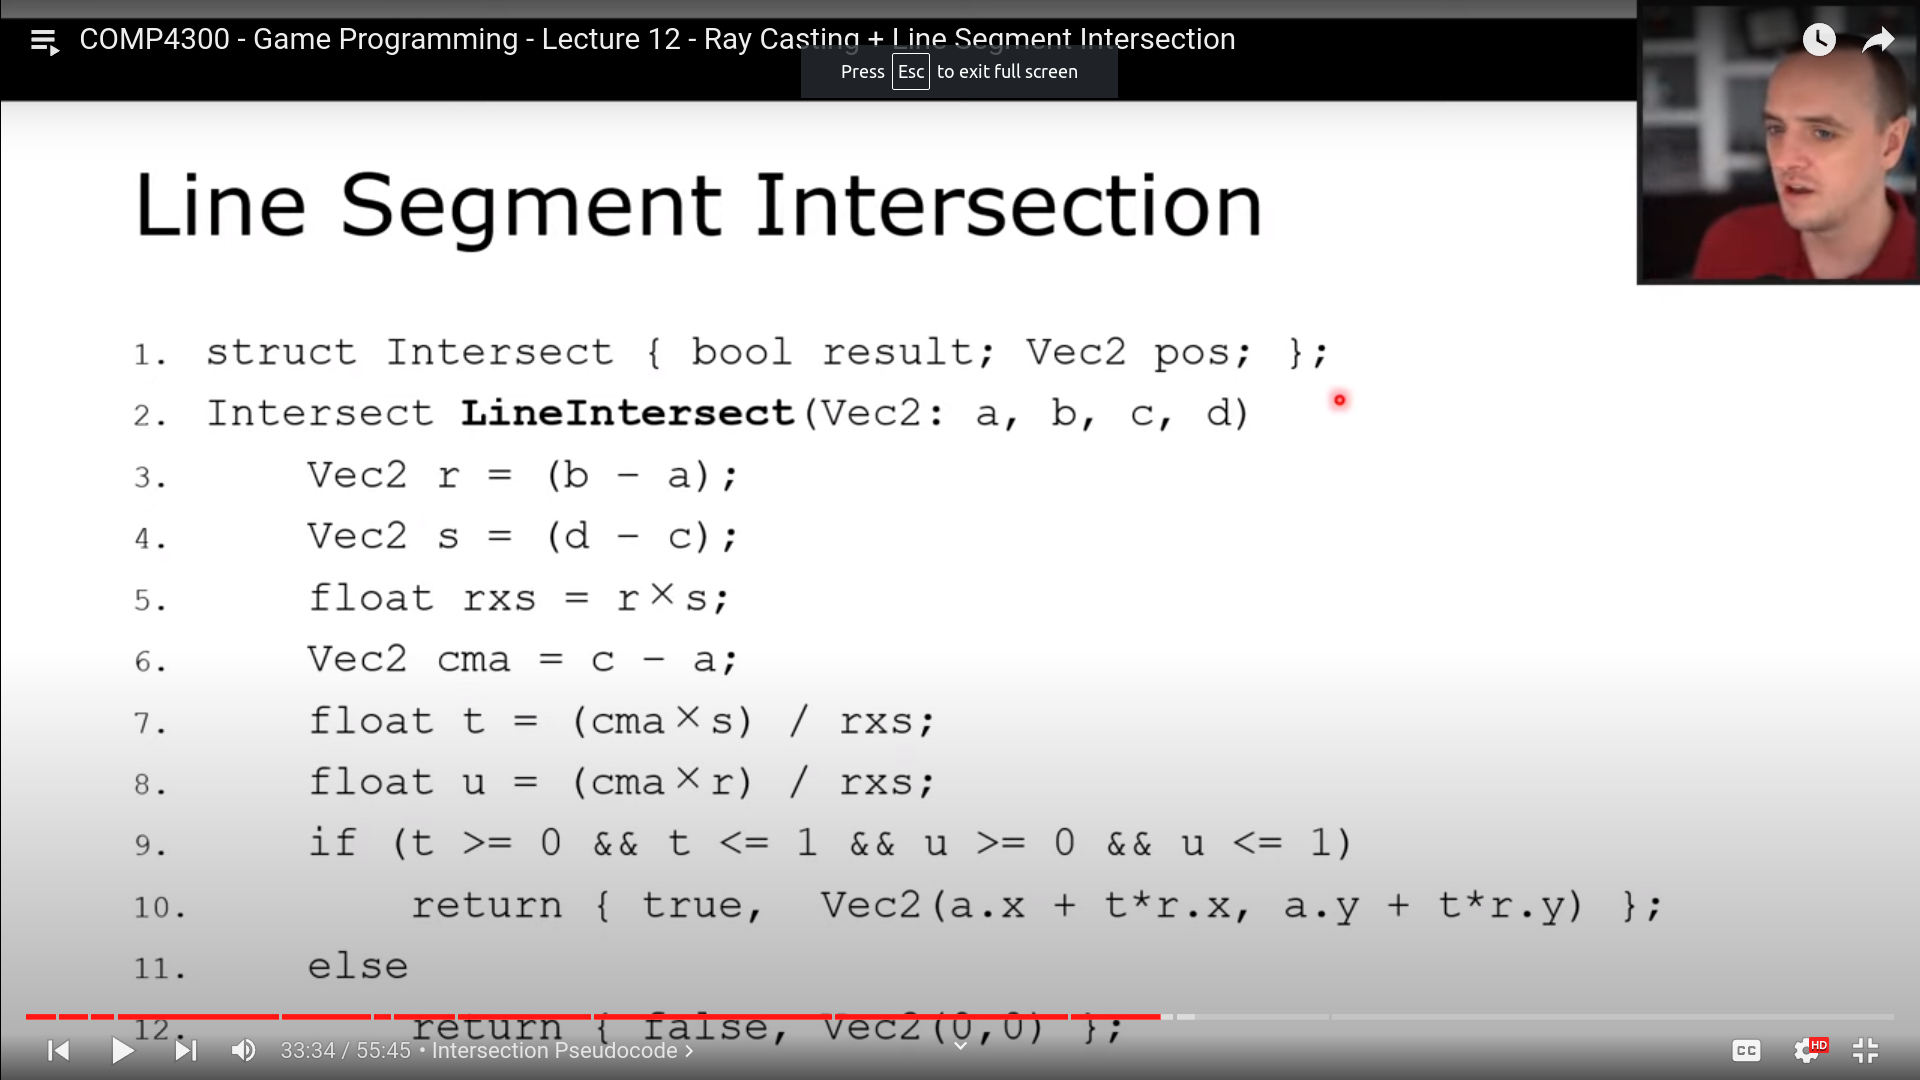 COMP4300 - Game Programming - Lecture 12 - Ray Casting + Line Segment Intersection
Press Esc to exit full screen
Line Segment Intersection
1. struct Intersect { bool result; Vec2 pos; };
2. Intersect LineIntersect(Vec2: a, b, c, d)
3. Vec2 r = (b - a);
4. Vec2 s = (d - c);
5. float rxs = r×s;
6. Vec2 cma = c - a;
7. float t = (cma×s) / rxs;
8. float u = (cma×r) / rxs;
9. if (t >= 0 && t <= 1 && u >= 0 && u <= 1)
10. return { true, Vec2(a.x + t*r.x, a.y + t*r.y) };
11. else
12. return { false, Vec2(0,0) };
33:34 / 55:45 • Intersection Pseudocode >
CC
HD